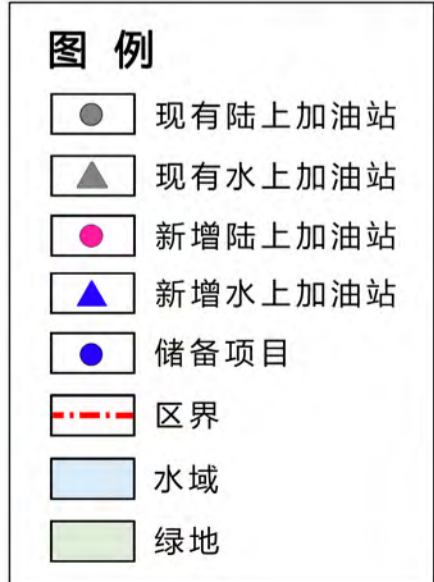 图 例
现有陆上加油站
现有水上加油站
新增陆上加油站
新增水上加油站
储备项目
区界
水域
绿地